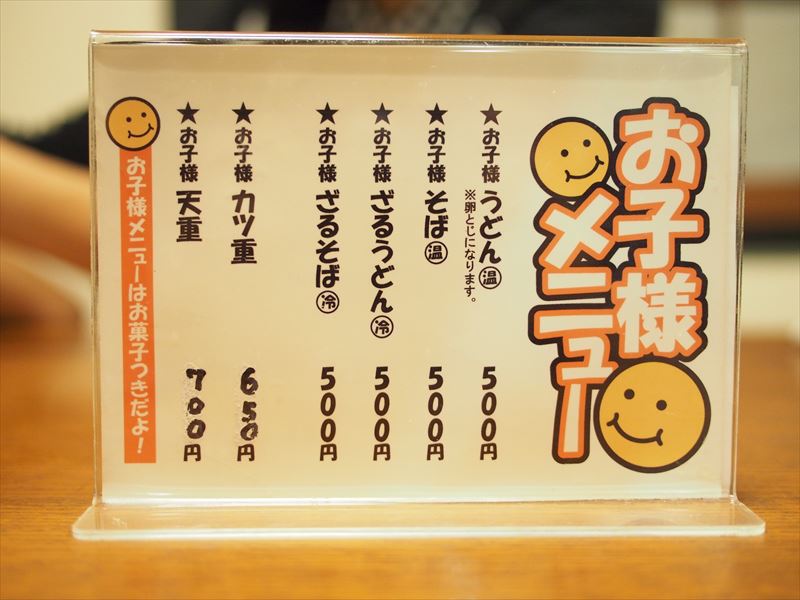 お子様
メニュー
★お子様 うどん㊕温 500円
※卵とじになります。
★お子様 そば 温 500円
★お子様 ざるうどん 冷 500円
★お子様 ざるそば 冷 500円
★お子様 カツ重 650円
★お子様 天重 700円
お子様メニューはお菓子つきだよ!